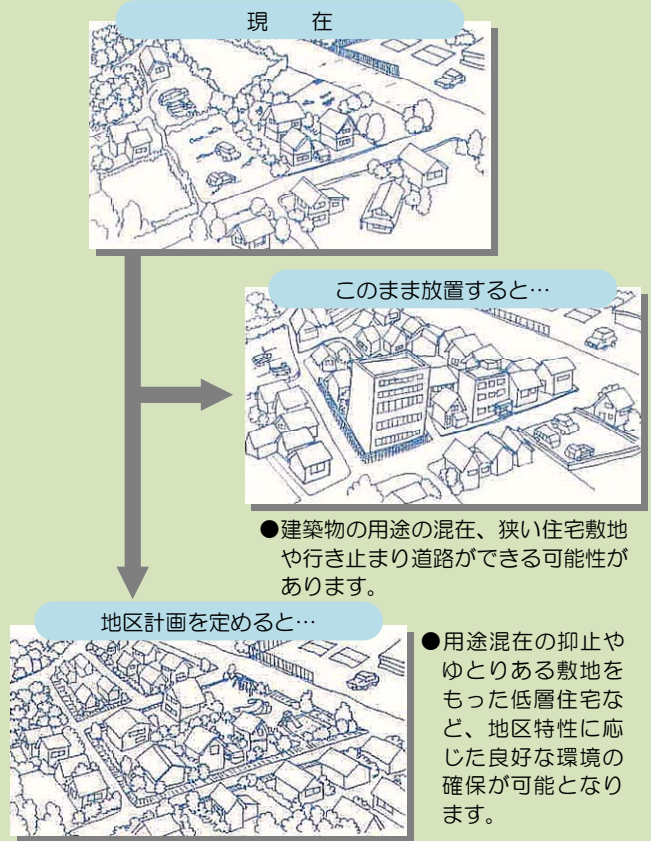 現　在
このまま放置すると…
●建築物の用途の混在、狭い住宅敷地
や行き止まり道路ができる可能性が
あります。
地区計画を定めると…
●用途混在の抑止や
ゆとりある敷地を
もった低層住宅な
ど、地区特性に応
じた良好な環境の
確保が可能となり
ます。